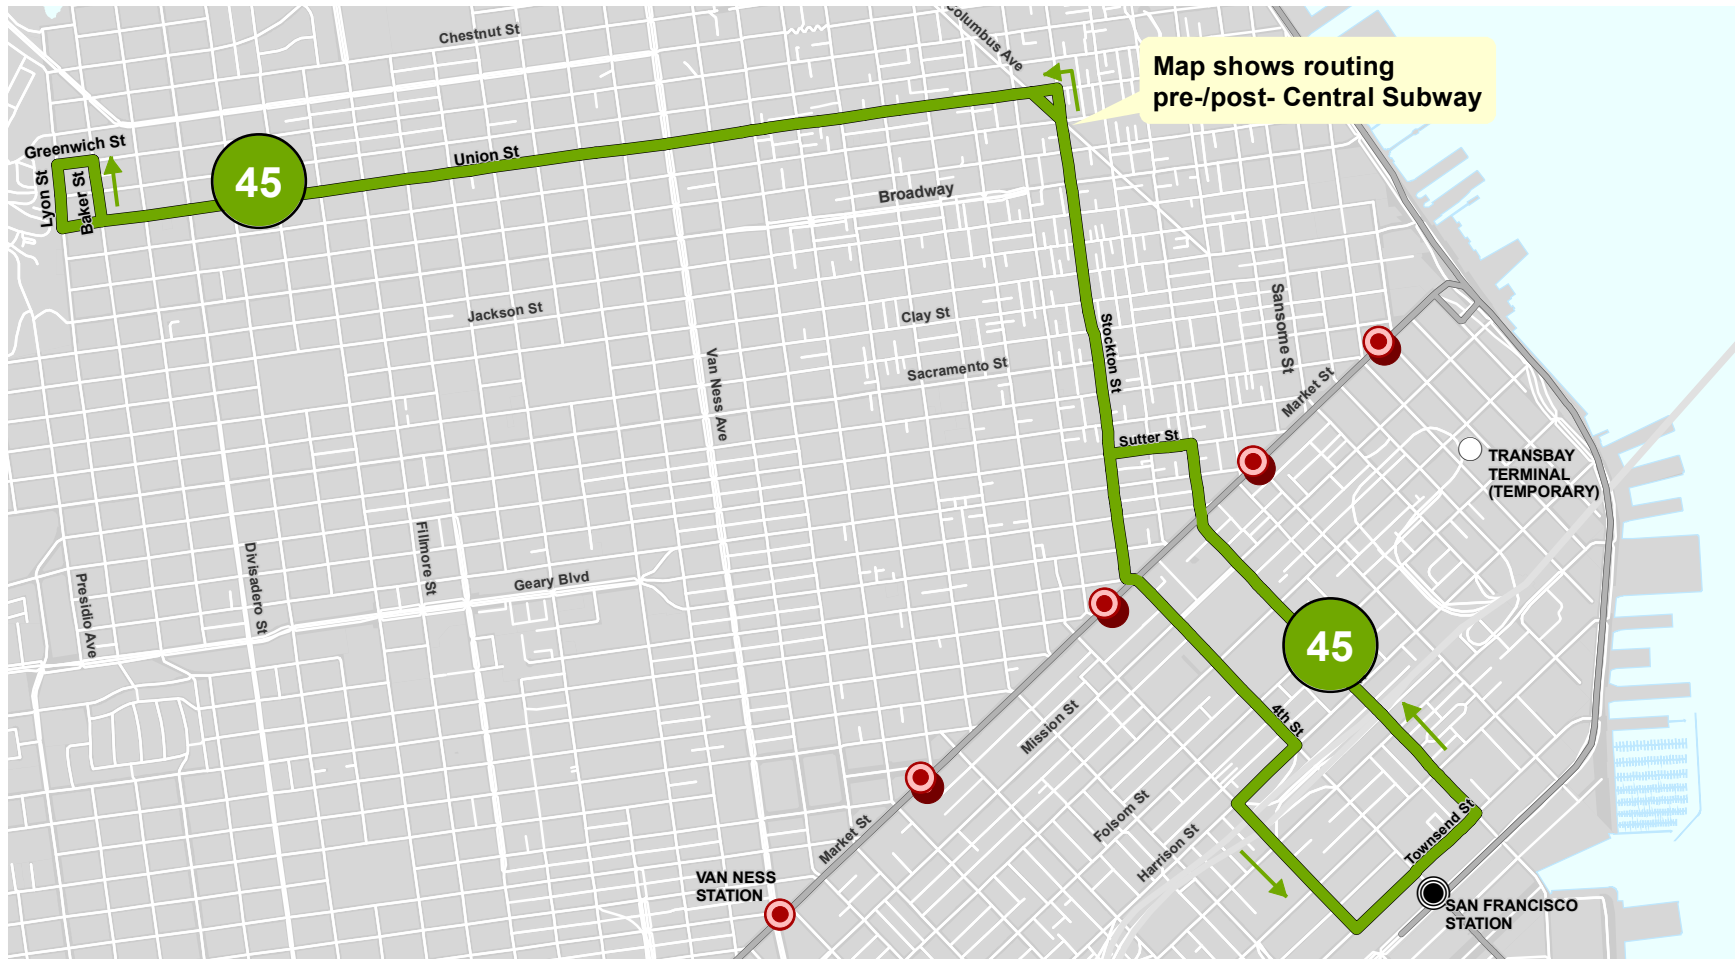 Chestnut St
Columbus Ave
Map shows routing
pre-/post- Central Subway
Greenwich St
Lyon St
Baker St
45
Union St
Broadway
Jackson St
Clay St
Sansome St
Stockton St
Sacramento St
Van Ness Ave
Market St
Sutter St
TRANSBAY
TERMINAL
(TEMPORARY)
Presidio Ave
Divisadero St
Fillmore St
Geary Blvd
45
4th St
Mission St
Folsom St
Harrison St
Townsend St
Market St
VAN NESS
STATION
SAN FRANCISCO
STATION